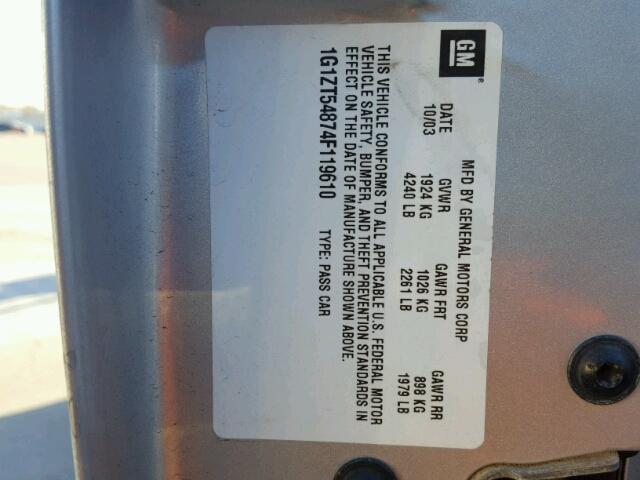 GM
®
MFD BY GENERAL MOTORS CORP
DATE GVWR GAWR FRT GAWR RR
10/03 1924 KG 1026 KG 898 KG
4240 LB 2261 LB 1979 LB
THIS VEHICLE CONFORMS TO ALL APPLICABLE U.S. FEDERAL MOTOR
VEHICLE SAFETY, BUMPER, AND THEFT PREVENTION STANDARDS IN
EFFECT ON THE DATE OF MANUFACTURE SHOWN ABOVE.
1G1ZT54874F119610 TYPE: PASS CAR